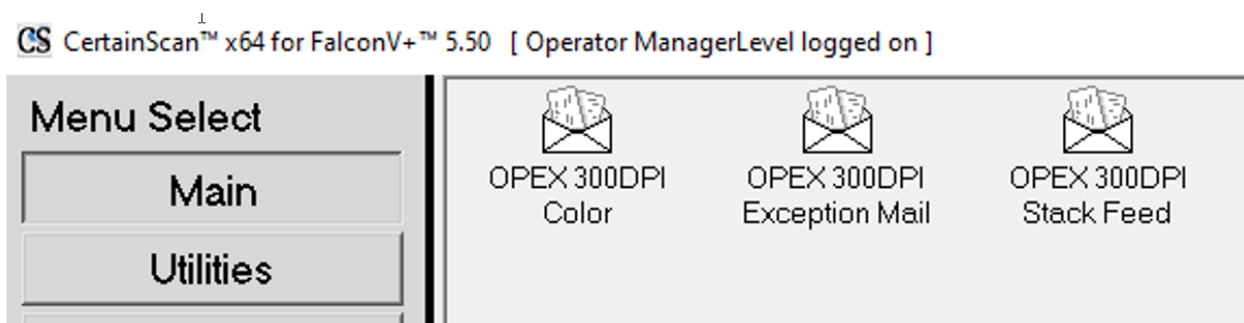 CS CertainScan™ x64 for FalconV+™ 5.50 [ Operator ManagerLevel logged on ]
Menu Select
Main
Utilities
OPEX 300DPI
Color
OPEX 300DPI
Exception Mail
OPEX 300DPI
Stack Feed